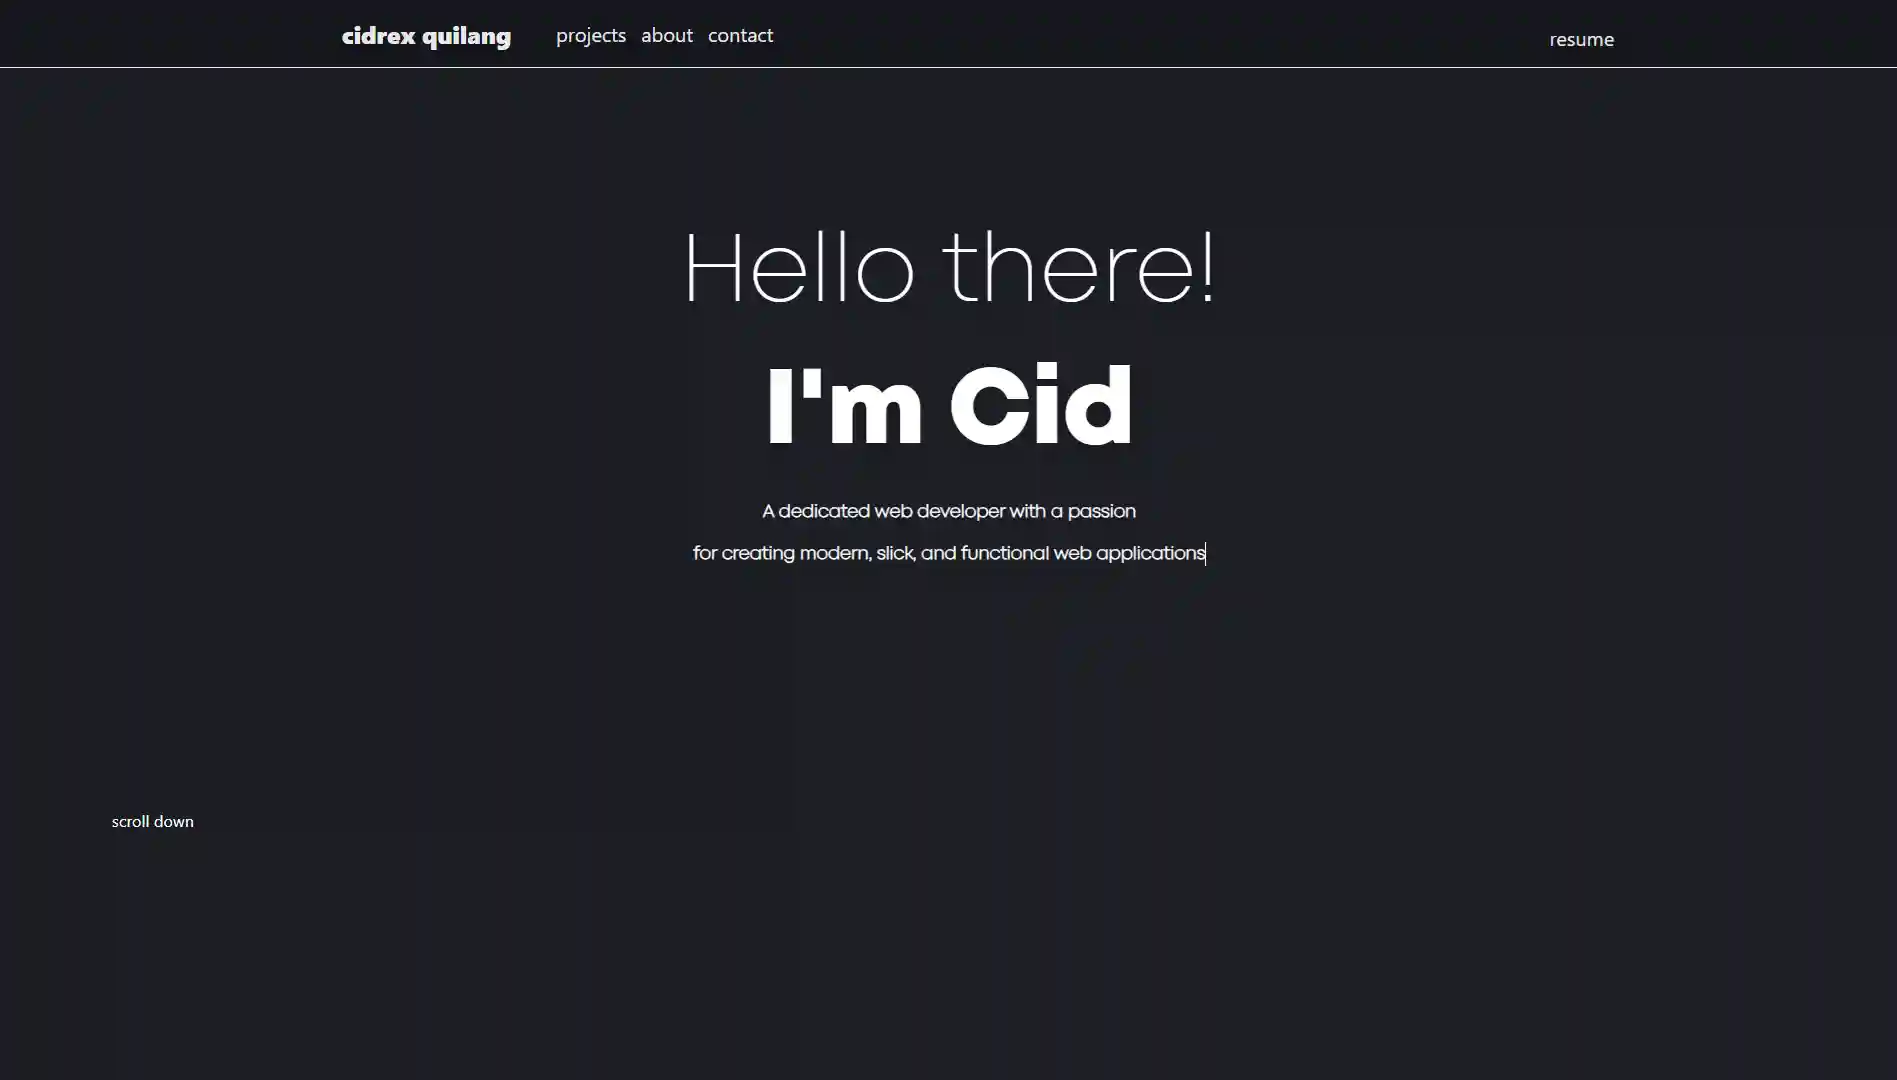 cidrex quilang projects about contact resume
Hello there!
I'm Cid
A dedicated web developer with a passion
for creating modern, slick, and functional web applications
scroll down